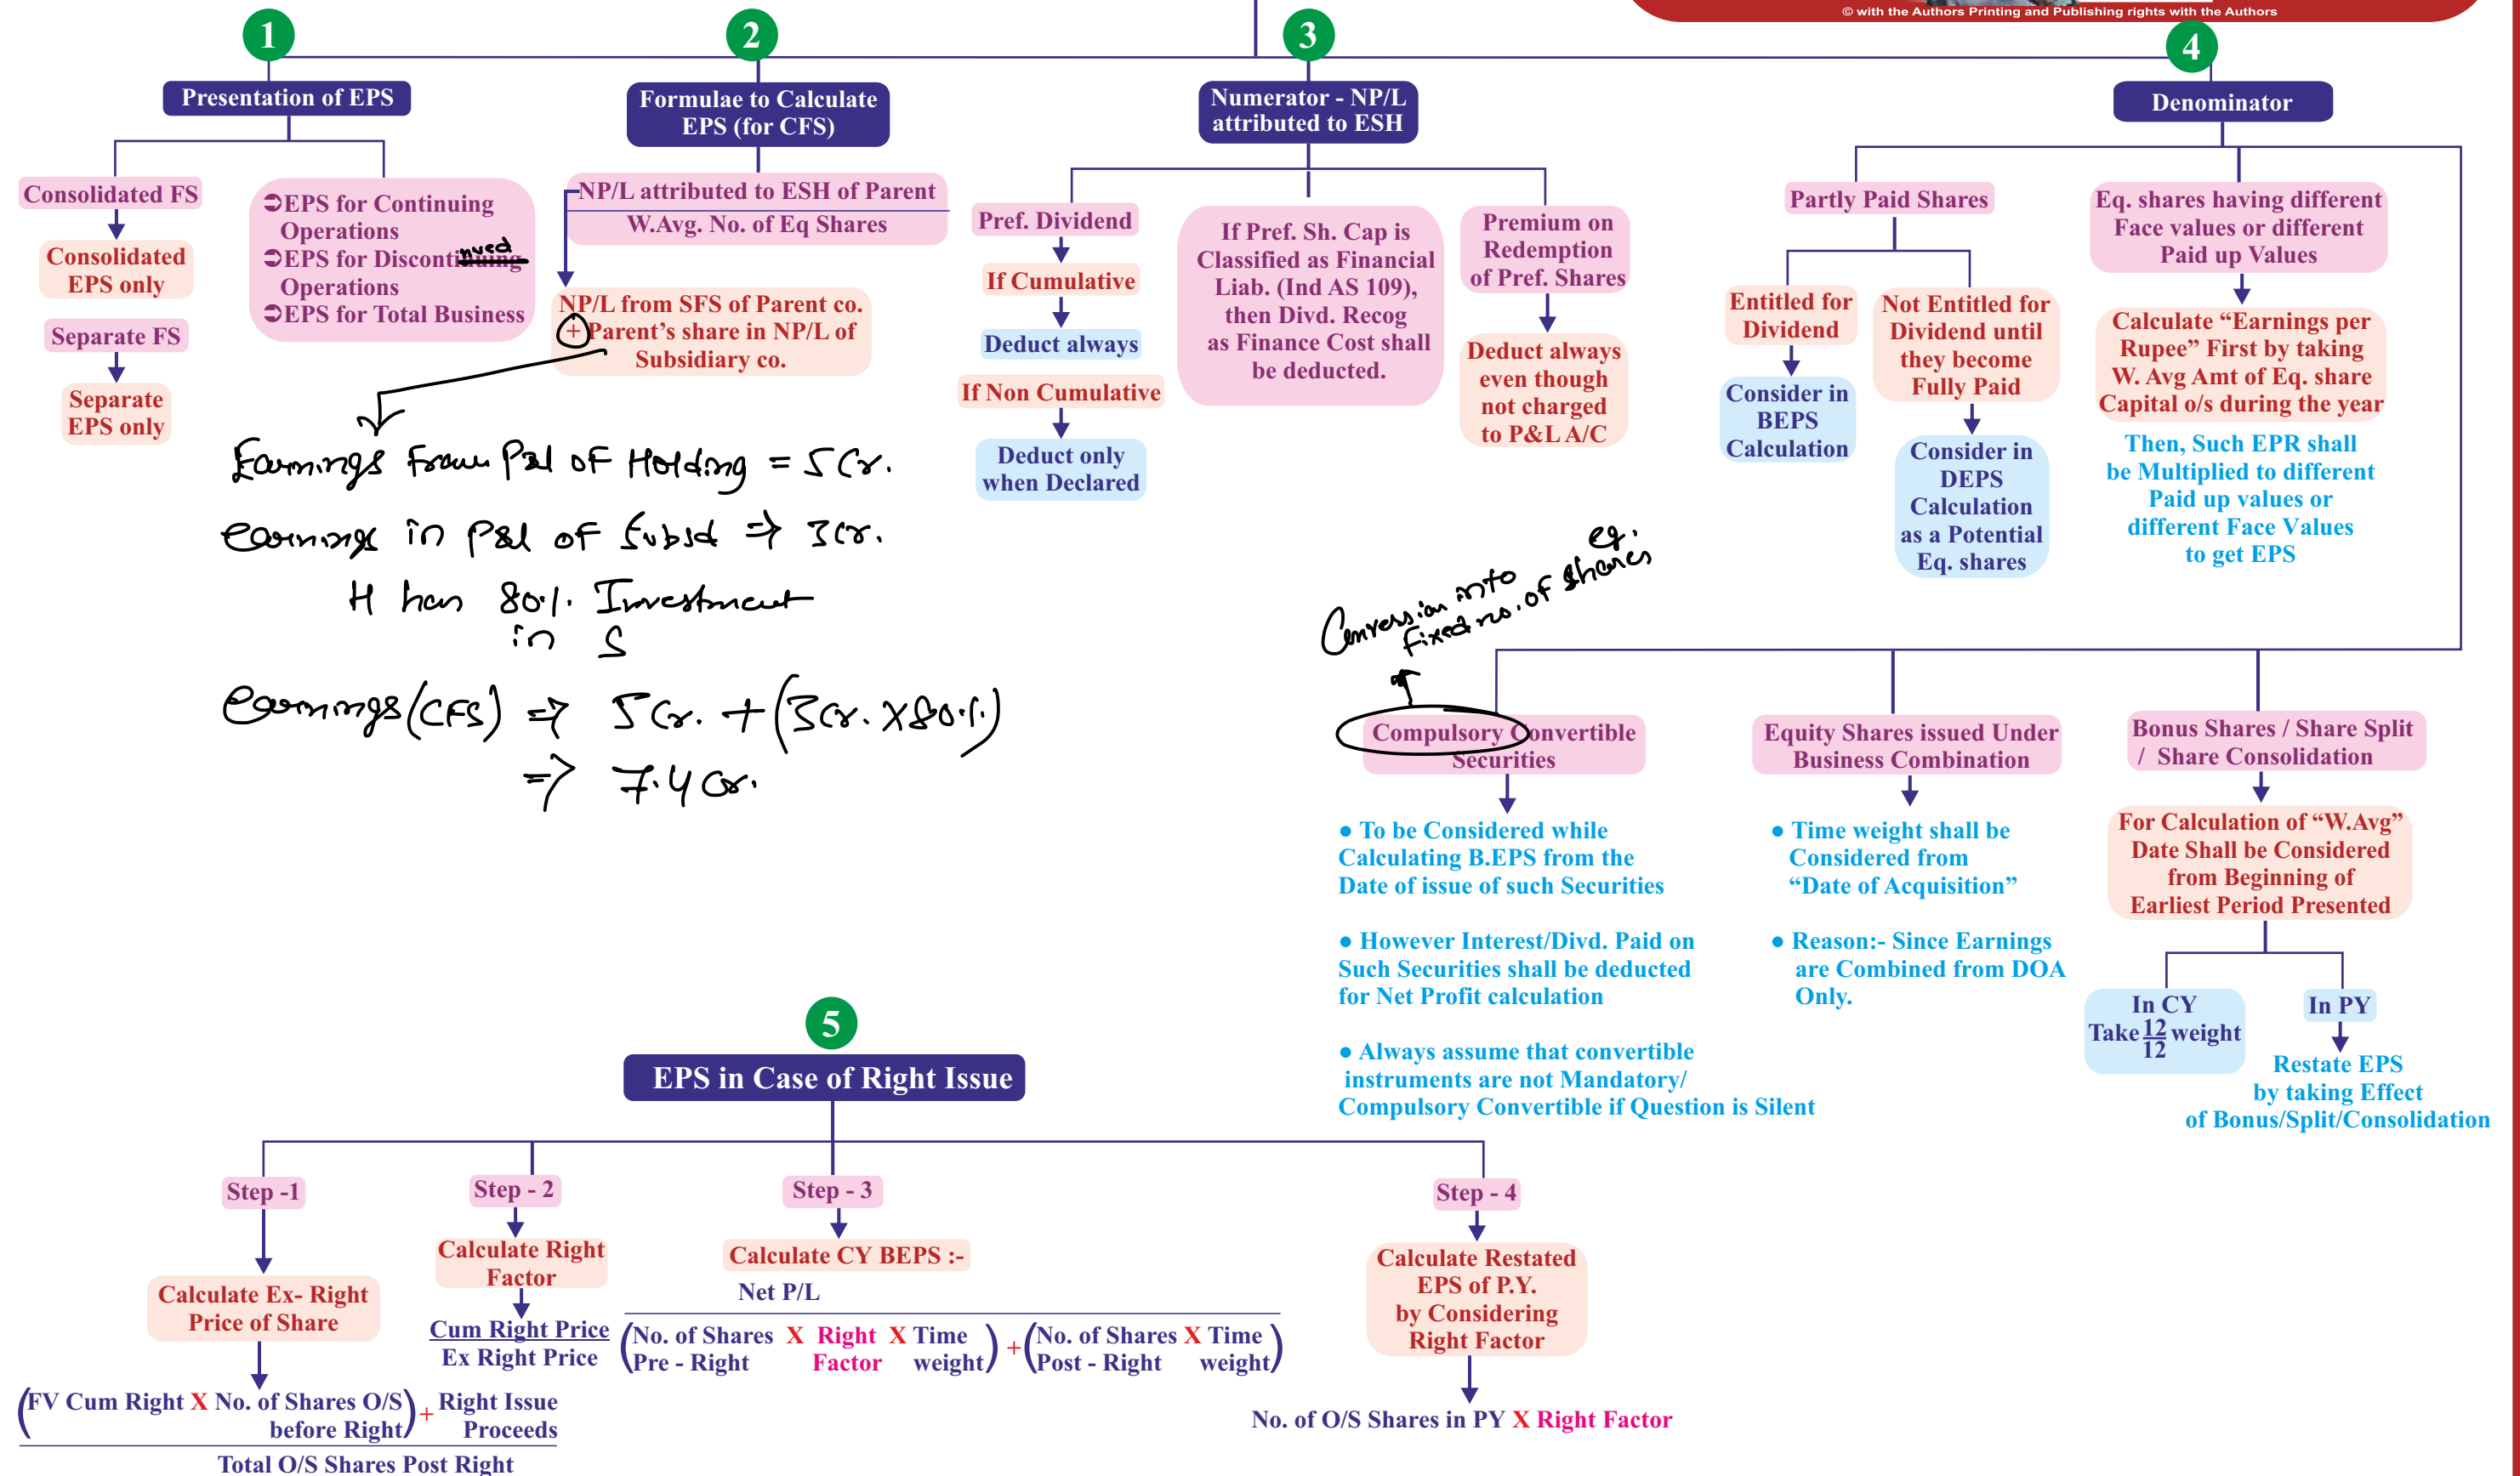 © with the Authors Printing and Publishing rights with the Authors
1
Presentation of EPS
Consolidated FS
Consolidated
EPS only
Separate FS
Separate
EPS only
➲EPS for Continuing
Operations
➲EPS for Discontinuing
nued
Operations
➲EPS for Total Business
2
Formulae to Calculate
EPS (for CFS)
NP/L attributed to ESH of Parent
W.Avg. No. of Eq Shares
NP/L from SFS of Parent co.
+ Parent's share in NP/L of
Subsidiary co.
Earnings From P&L of Holding = 5 Cr.
earnings in P&L of Subsd ⇒ 3 Cr.
H has 80% Investment
in S
earnings (CFS) ⇒ 5 Cr. + (3 Cr. X 80%)
⇒ 7.4 Cr.
3
Numerator - NP/L
attributed to ESH
Pref. Dividend
If Cumulative
Deduct always
If Non Cumulative
Deduct only
when Declared
If Pref. Sh. Cap is
Classified as Financial
Liab. (Ind AS 109),
then Divd. Recog
as Finance Cost shall
be deducted.
Premium on
Redemption
of Pref. Shares
Deduct always
even though
not charged
to P&L A/C
4
Denominator
Partly Paid Shares
Entitled for
Dividend
Consider in
BEPS
Calculation
Not Entitled for
Dividend until
they become
Fully Paid
Consider in
DEPS
Calculation
as a Potential
Eq. shares
Eq. shares having different
Face values or different
Paid up Values
Calculate “Earnings per
Rupee” First by taking
W. Avg Amt of Eq. share
Capital o/s during the year
Then, Such EPR shall
be Multiplied to different
Paid up values or
different Face Values
to get EPS
Conversion into
fixed no. of eq. shares
Compulsory Convertible
Securities
● To be Considered while
Calculating B.EPS from the
Date of issue of such Securities
● However Interest/Divd. Paid on
Such Securities shall be deducted
for Net Profit calculation
● Always assume that convertible
instruments are not Mandatory/
Compulsory Convertible if Question is Silent
Equity Shares issued Under
Business Combination
● Time weight shall be
Considered from
“Date of Acquisition”
● Reason:- Since Earnings
are Combined from DOA
Only.
Bonus Shares / Share Split
/ Share Consolidation
For Calculation of “W.Avg”
Date Shall be Considered
from Beginning of
Earliest Period Presented
In CY
Take 12/12 weight
In PY
Restate EPS
by taking Effect
of Bonus/Split/Consolidation
5
EPS in Case of Right Issue
Step -1
Calculate Ex- Right
Price of Share
(FV Cum Right X No. of Shares O/S
before Right) + Right Issue
Proceeds
Total O/S Shares Post Right
Step - 2
Calculate Right
Factor
Cum Right Price
Ex Right Price
Step - 3
Calculate CY BEPS :-
Net P/L
(No. of Shares X Right X Time
Pre - Right Factor weight) + (No. of Shares X Time
Post - Right weight)
Step - 4
Calculate Restated
EPS of P.Y.
by Considering
Right Factor
No. of O/S Shares in PY X Right Factor